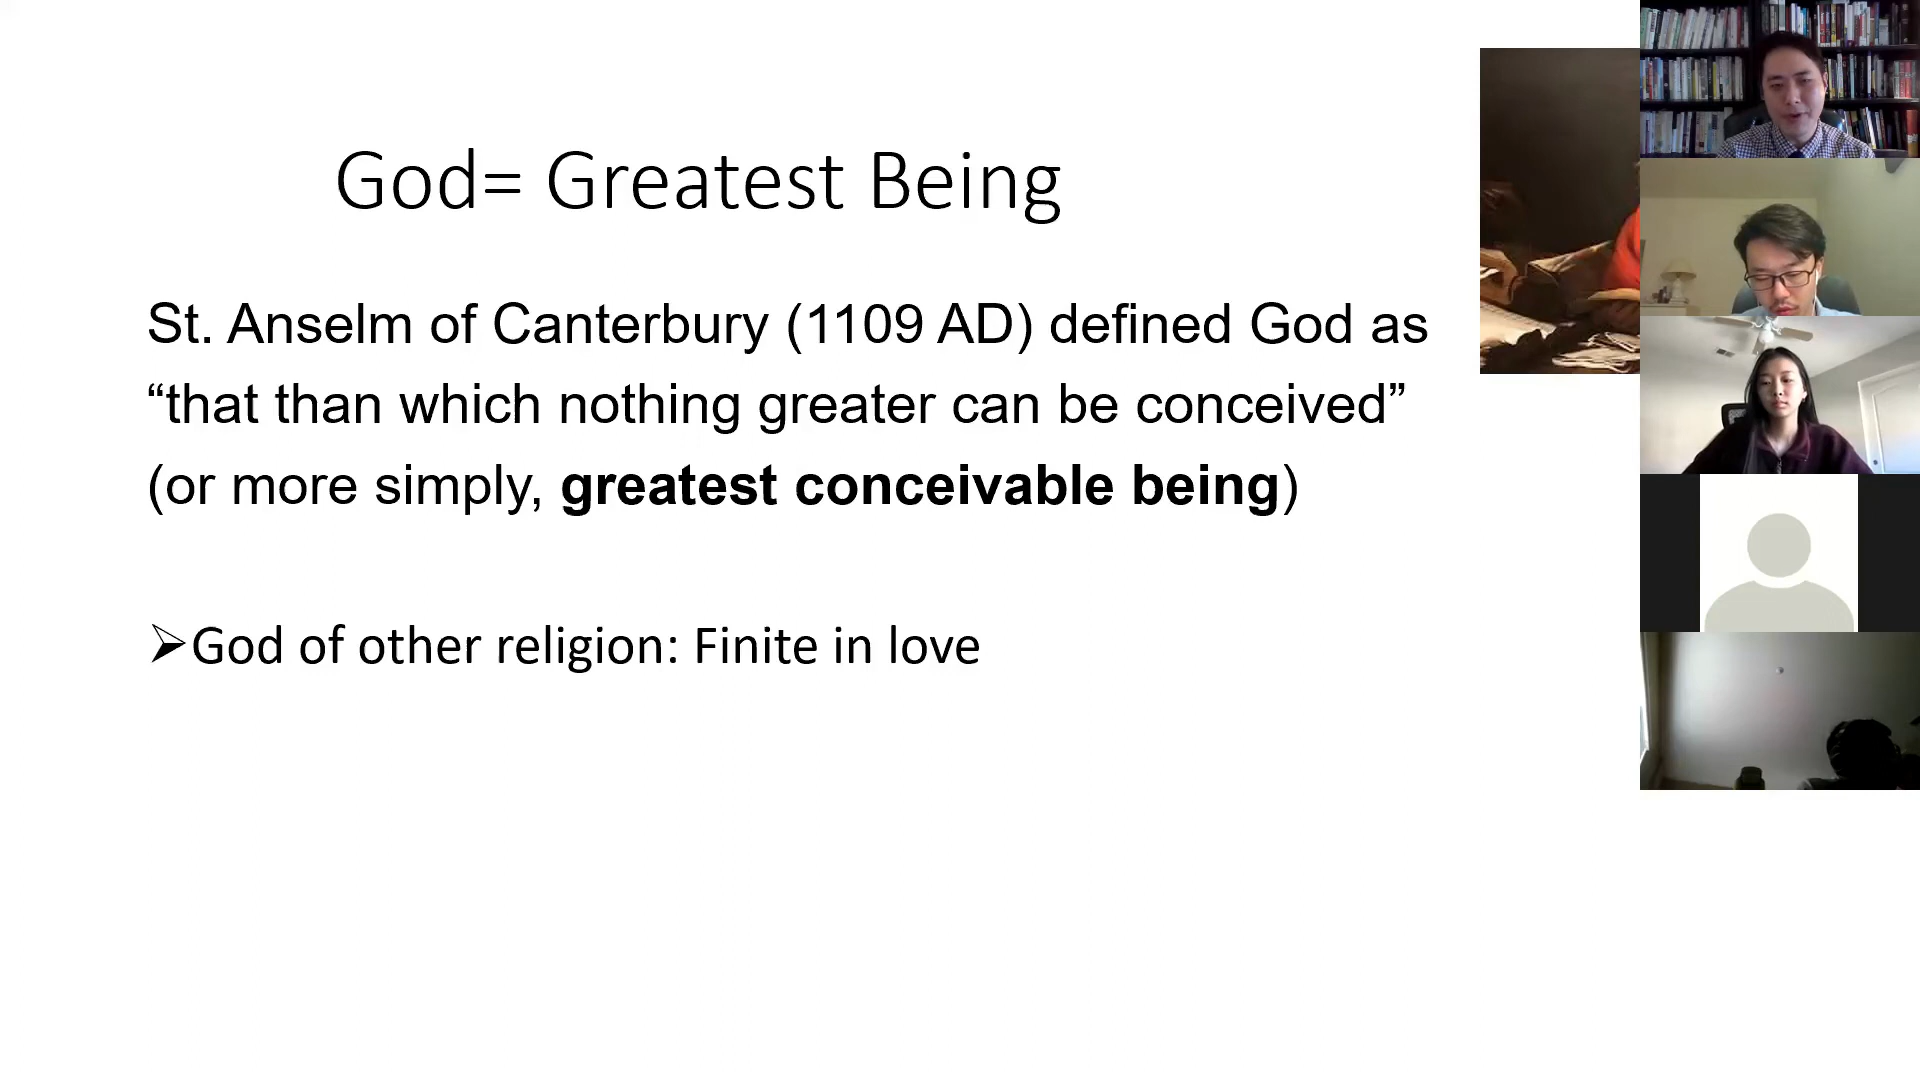 God= Greatest Being
St. Anselm of Canterbury (1109 AD) defined God as
“that than which nothing greater can be conceived”
(or more simply, greatest conceivable being)
➢God of other religion: Finite in love